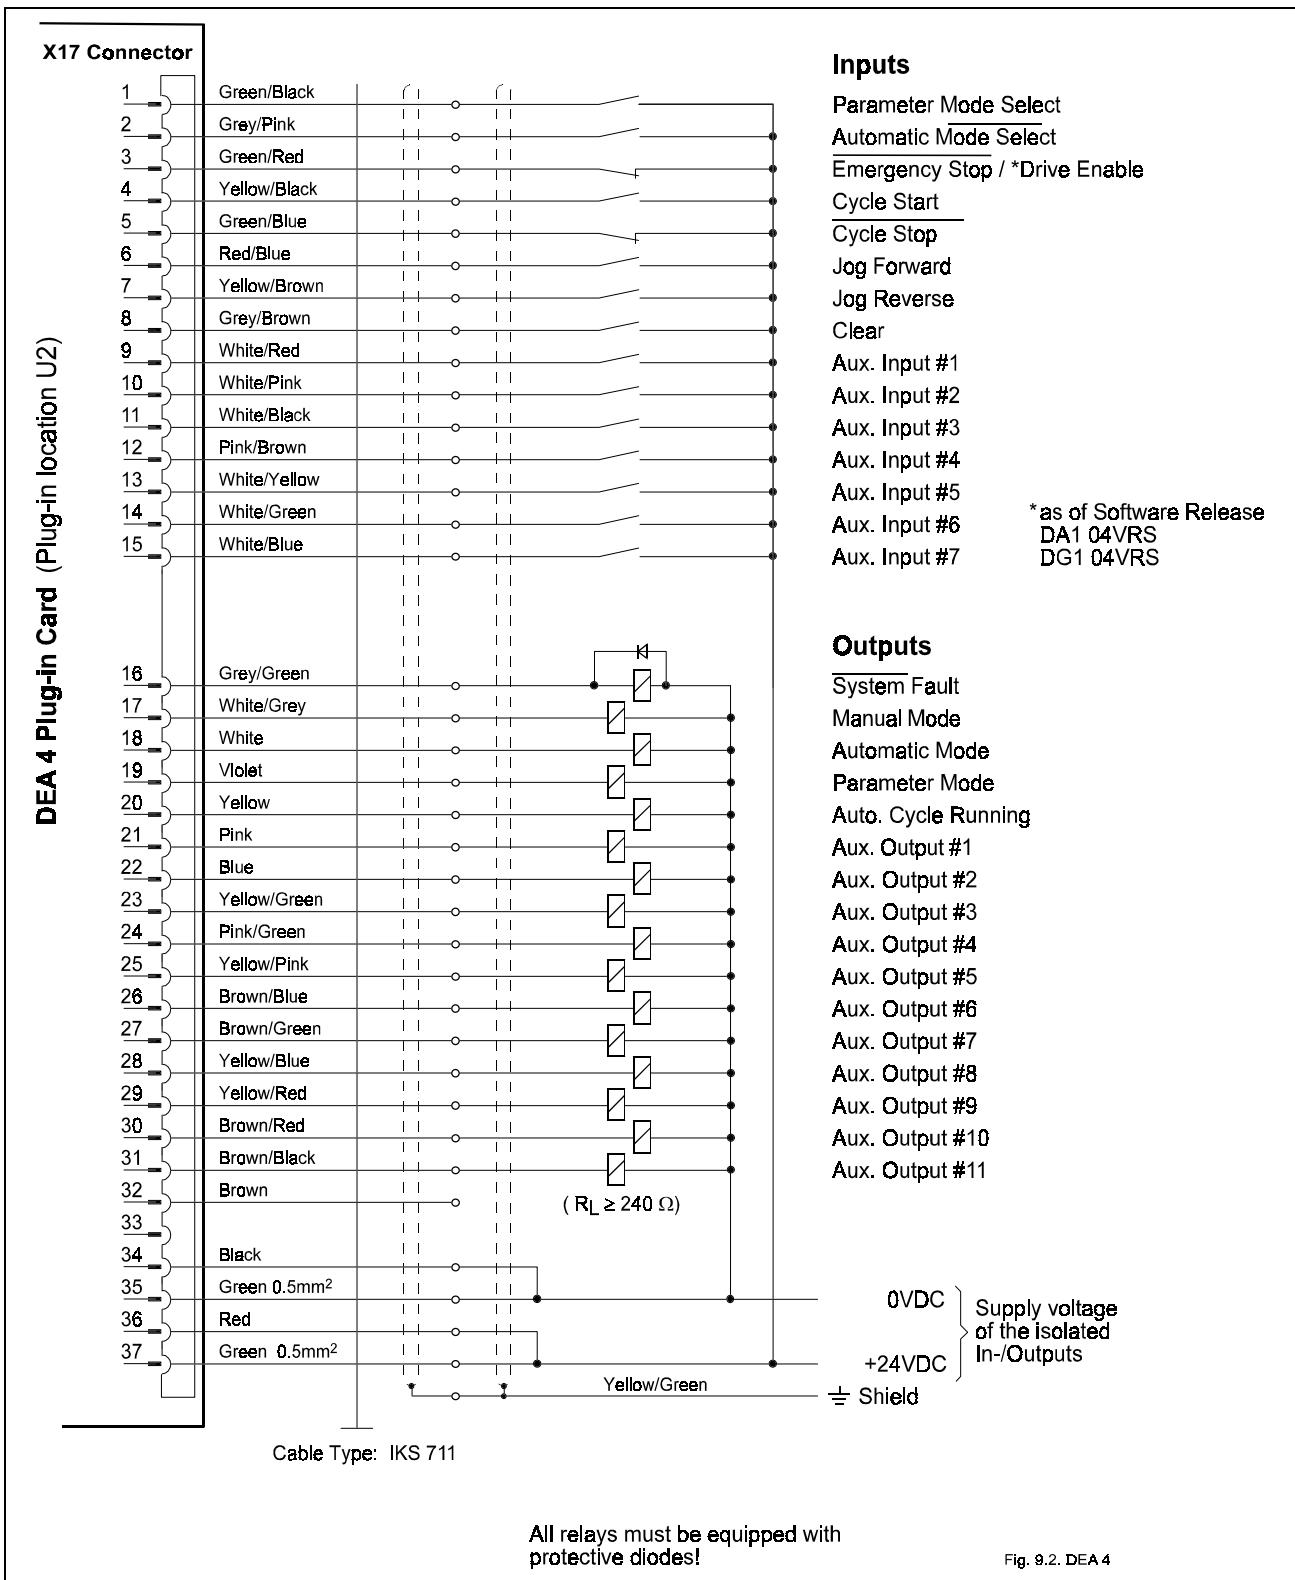 X17 Connector
DEA 4 Plug-in Card (Plug-in location U2)
Inputs
1 Green/Black Parameter Mode Select
2 Grey/Pink Automatic Mode Select
3 Green/Red Emergency Stop / *Drive Enable
4 Yellow/Black Cycle Start
5 Green/Blue Cycle Stop
6 Red/Blue Jog Forward
7 Yellow/Brown Jog Reverse
8 Grey/Brown Clear
9 White/Red Aux. Input #1
10 White/Pink Aux. Input #2
11 White/Black Aux. Input #3
12 Pink/Brown Aux. Input #4
13 White/Yellow Aux. Input #5
14 White/Green Aux. Input #6
15 White/Blue Aux. Input #7
*as of Software Release
DA1 04VRS
DG1 04VRS
Outputs
16 Grey/Green System Fault
17 White/Grey Manual Mode
18 White Automatic Mode
19 Violet Parameter Mode
20 Yellow Auto. Cycle Running
21 Pink Aux. Output #1
22 Blue Aux. Output #2
23 Yellow/Green Aux. Output #3
24 Pink/Green Aux. Output #4
25 Yellow/Pink Aux. Output #5
26 Brown/Blue Aux. Output #6
27 Brown/Green Aux. Output #7
28 Yellow/Blue Aux. Output #8
29 Yellow/Red Aux. Output #9
30 Brown/Red Aux. Output #10
31 Brown/Black Aux. Output #11
32 Brown
( RL ≥ 240 Ω)
33
34 Black
35 Green 0.5mm² 0VDC
36 Red
37 Green 0.5mm² +24VDC
Supply voltage
of the isolated
In-/Outputs
Yellow/Green Shield
Cable Type: IKS 711
All relays must be equipped with
protective diodes!
Fig. 9.2. DEA 4